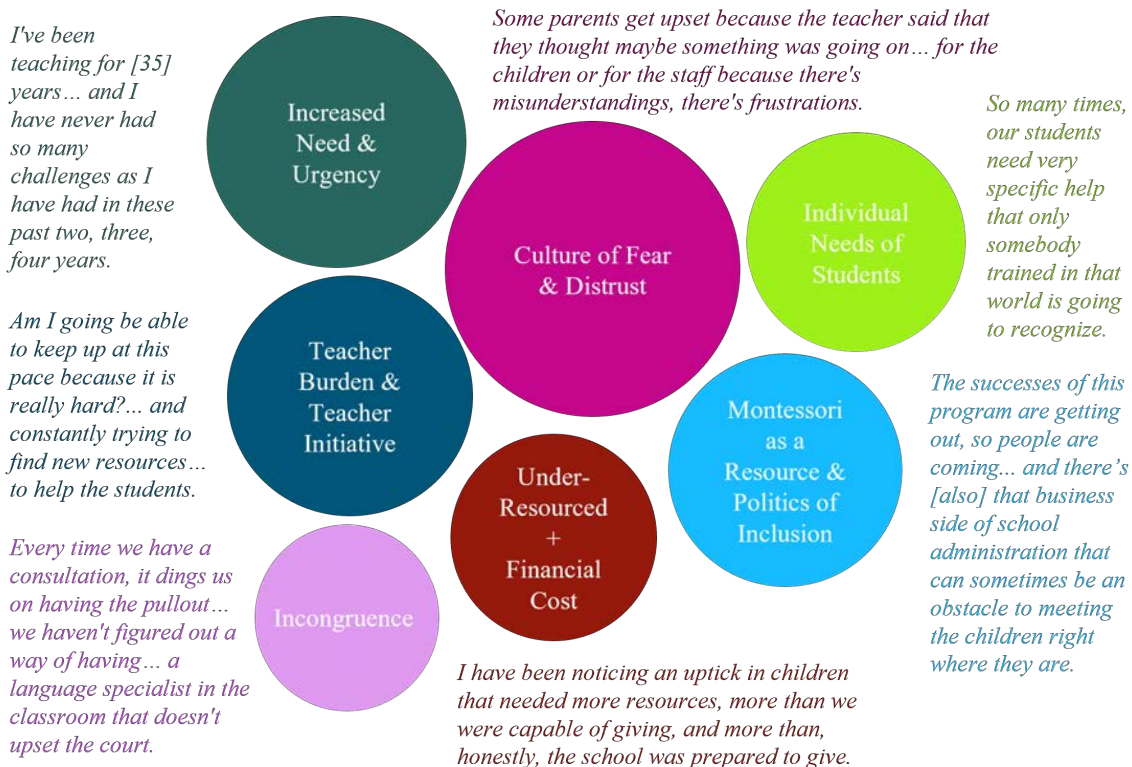 I've been
teaching for [35]
years… and I
have never had
so many
challenges as I
have had in these
past two, three,
four years.
Increased
Need &
Urgency
Some parents get upset because the teacher said that
they thought maybe something was going on… for the
children or for the staff because there's
misunderstandings, there's frustrations.
Culture of Fear
& Distrust
Individual
Needs of
Students
So many times,
our students
need very
specific help
that only
somebody
trained in that
world is going
to recognize.
Am I going be able
to keep up at this
pace because it is
really hard?... and
constantly trying to
find new resources…
to help the students.
Teacher
Burden &
Teacher
Initiative
Montessori
as a
Resource &
Politics of
Inclusion
The successes of this
program are getting
out, so people are
coming... and there’s
[also] that business
side of school
administration that
can sometimes be an
obstacle to meeting
the children right
where they are.
Under-
Resourced
+
Financial
Cost
Every time we have a
consultation, it dings us
on having the pullout…
we haven't figured out a
way of having… a
language specialist in the
classroom that doesn't
upset the court.
Incongruence
I have been noticing an uptick in children
that needed more resources, more than we
were capable of giving, and more than,
honestly, the school was prepared to give.